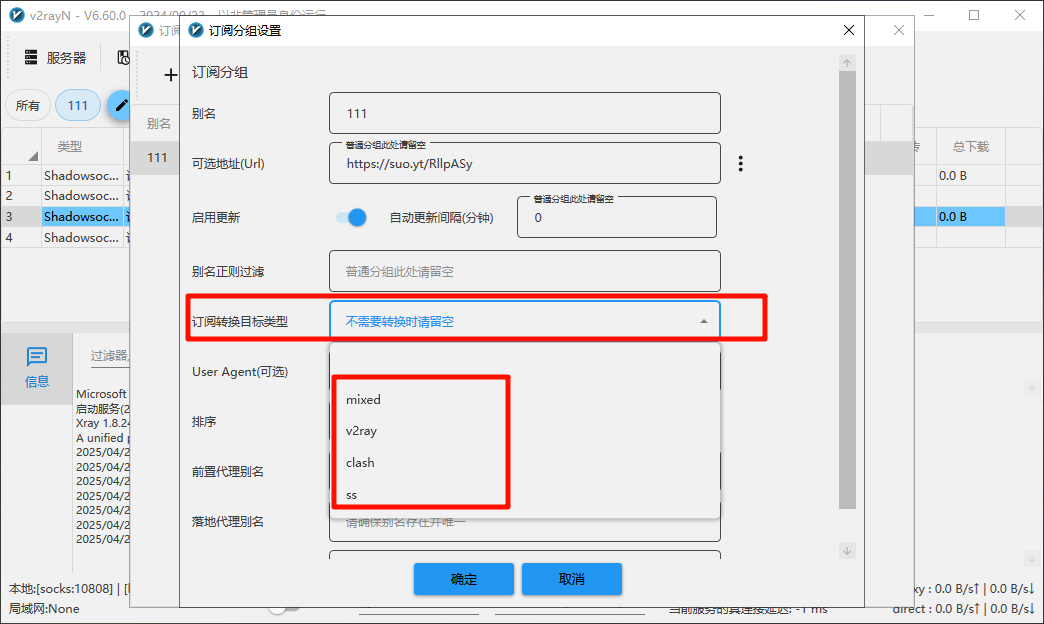 v2rayN - V6.60.0 - 2024/09/22
订阅分组设置
服务器
订阅分组
所有
111
别名
111
可选地址(Url)
普通分组此处请留空
https://suo.yt/RllpASy
启用更新
自动更新间隔(分钟)
普通分组此处请留空
0
别名正则过滤
普通分组此处请留空
订阅转换目标类型
不需要转换时请留空
mixed
v2ray
clash
ss
User Agent(可选)
排序
前置代理别名
落地代理别名
请确保别名存在并唯一
确定
取消
别名
111
类型
总下载
1 Shadowsoc... 0.0 B
2 Shadowsoc...
3 Shadowsoc... 0.0 B
4 Shadowsoc...
信息
过滤器
Microsoft
启动服务(2
Xray 1.8.24
A unified p
2025/04/2
2025/04/2
2025/04/2
2025/04/2
2025/04/2
2025/04/2
2025/04/2
本地:[socks:10808] | [
局域网:None
当前服务的真连接延迟: -1 ms
xy : 0.0 B/s↑ | 0.0 B/s↓
direct : 0.0 B/s↑ | 0.0 B/s↓